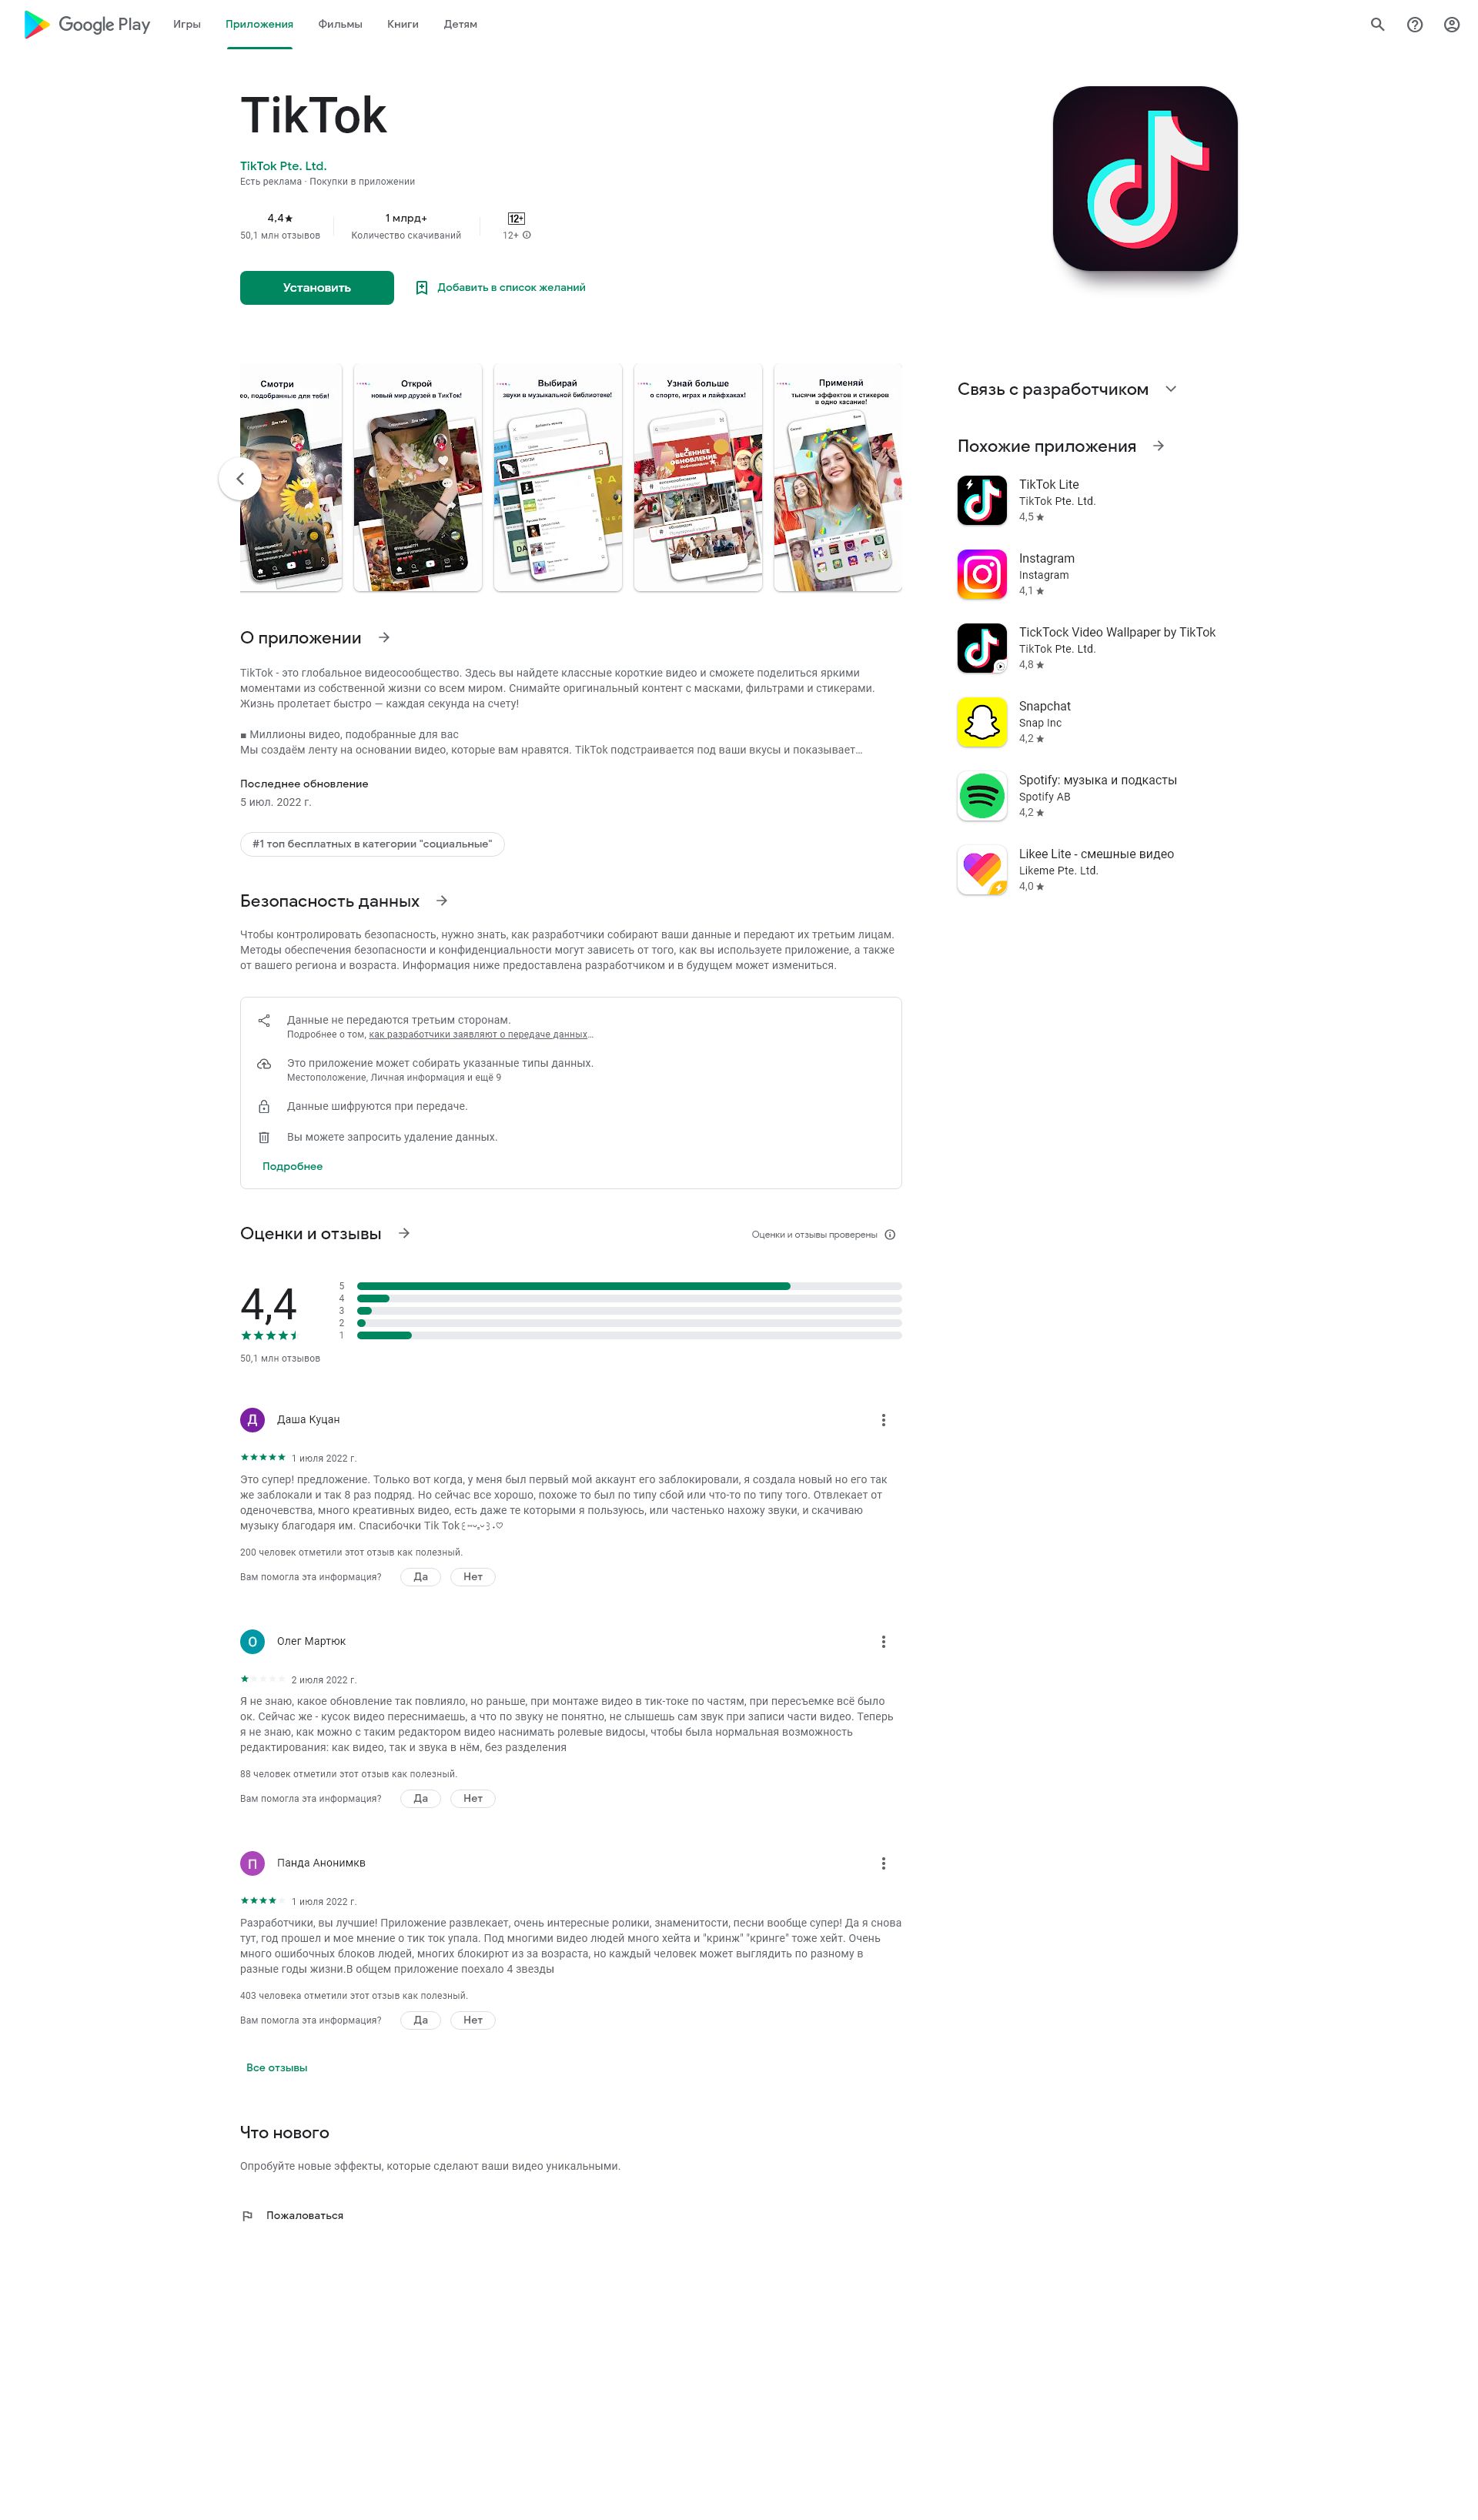 Google Play
Игры
Приложения
Фильмы
Книги
Детям
TikTok
TikTok Pte. Ltd.
Есть реклама · Покупки в приложении
4,4★
50,1 млн отзывов
1 млрд+
Количество скачиваний
12+
12+
Установить
Добавить в список желаний
Смотри
ео, подобранные для тебя!
Открой
новый мир друзей в ТикТок!
Выбирай
звуки в музыкальной библиотеке!
Узнай больше
о спорте, играх и лайфхаках!
Применяй
тысячи эффектов и стикеров
в одно касание!
О приложении
TikTok - это глобальное видеосообщество. Здесь вы найдете классные короткие видео и сможете поделиться яркими
моментами из собственной жизни со всем миром. Снимайте оригинальный контент с масками, фильтрами и стикерами.
Жизнь пролетает быстро — каждая секунда на счету!
■ Миллионы видео, подобранные для вас
Мы создаём ленту на основании видео, которые вам нравятся. TikTok подстраивается под ваши вкусы и показывает…
Последнее обновление
5 июл. 2022 г.
#1 топ бесплатных в категории "социальные"
Безопасность данных
Чтобы контролировать безопасность, нужно знать, как разработчики собирают ваши данные и передают их третьим лицам.
Методы обеспечения безопасности и конфиденциальности могут зависеть от того, как вы используете приложение, а также
от вашего региона и возраста. Информация ниже предоставлена разработчиком и в будущем может измениться.
Данные не передаются третьим сторонам.
Подробнее о том, как разработчики заявляют о передаче данных…
Это приложение может собирать указанные типы данных.
Местоположение, Личная информация и ещё 9
Данные шифруются при передаче.
Вы можете запросить удаление данных.
Подробнее
Оценки и отзывы
Оценки и отзывы проверены
4,4
50,1 млн отзывов
5
4
3
2
1
Д
Даша Куцан
1 июля 2022 г.
Это супер! предложение. Только вот когда, у меня был первый мой аккаунт его заблокировали, я создала новый но его так
же заблокали и так 8 раз подряд. Но сейчас все хорошо, похоже то был по типу сбой или что-то по типу того. Отвлекает от
оденочевства, много креативных видео, есть даже те которыми я пользуюсь, или частенько нахожу звуки, и скачиваю
музыку благодаря им. Спасибочки Tik Tok
200 человек отметили этот отзыв как полезный.
Вам помогла эта информация?
Да
Нет
О
Олег Мартюк
2 июля 2022 г.
Я не знаю, какое обновление так повлияло, но раньше, при монтаже видео в тик-токе по частям, при пересъемке всё было
ок. Сейчас же - кусок видео переснимаешь, а что по звуку не понятно, не слышешь сам звук при записи части видео. Теперь
я не знаю, как можно с таким редактором видео наснимать ролевые видосы, чтобы была нормальная возможность
редактирования: как видео, так и звука в нём, без разделения
88 человек отметили этот отзыв как полезный.
Вам помогла эта информация?
Да
Нет
П
Панда Анонимкв
1 июля 2022 г.
Разработчики, вы лучшие! Приложение развлекает, очень интересные ролики, знаменитости, песни вообще супер! Да я снова
тут, год прошел и мое мнение о тик ток упала. Под многими видео людей много хейта и "кринж" "кринге" тоже хейт. Очень
много ошибочных блоков людей, многих блокируют из за возраста, но каждый человек может выглядить по разному в
разные годы жизни.В общем приложение поехало 4 звезды
403 человека отметили этот отзыв как полезный.
Вам помогла эта информация?
Да
Нет
Все отзывы
Что нового
Опробуйте новые эффекты, которые сделают ваши видео уникальными.
Пожаловаться
Связь с разработчиком
Похожие приложения
TikTok Lite
TikTok Pte. Ltd.
4,5★
Instagram
Instagram
4,1★
TickTock Video Wallpaper by TikTok
TikTok Pte. Ltd.
4,8★
Snapchat
Snap Inc
4,2★
Spotify: музыка и подкасты
Spotify AB
4,2★
Likee Lite - смешные видео
Likeme Pte. Ltd.
4,0★